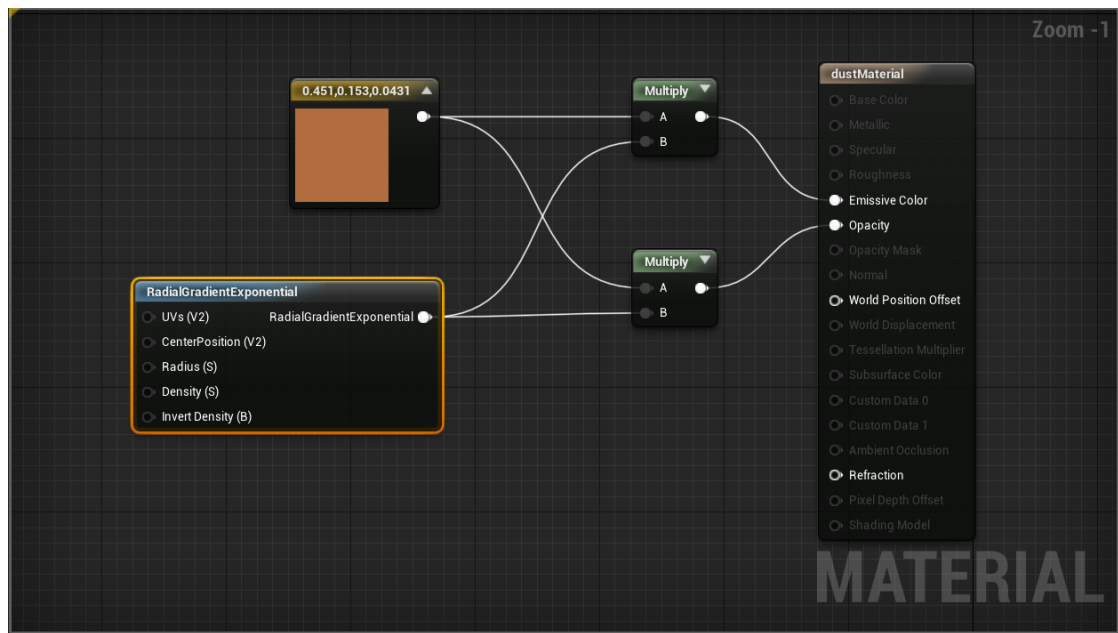 Zoom -1
0.451,0.153,0.0431
Multiply
A
B
dustMaterial
Base Color
Metallic
Specular
Roughness
Emissive Color
Opacity
Opacity Mask
Normal
World Position Offset
World Displacement
Tessellation Multiplier
Subsurface Color
Custom Data 0
Custom Data 1
Ambient Occlusion
Refraction
Pixel Depth Offset
Shading Model
Multiply
A
B
RadialGradientExponential
UVs (V2) RadialGradientExponential
CenterPosition (V2)
Radius (S)
Density (S)
Invert Density (B)
MATERIAL